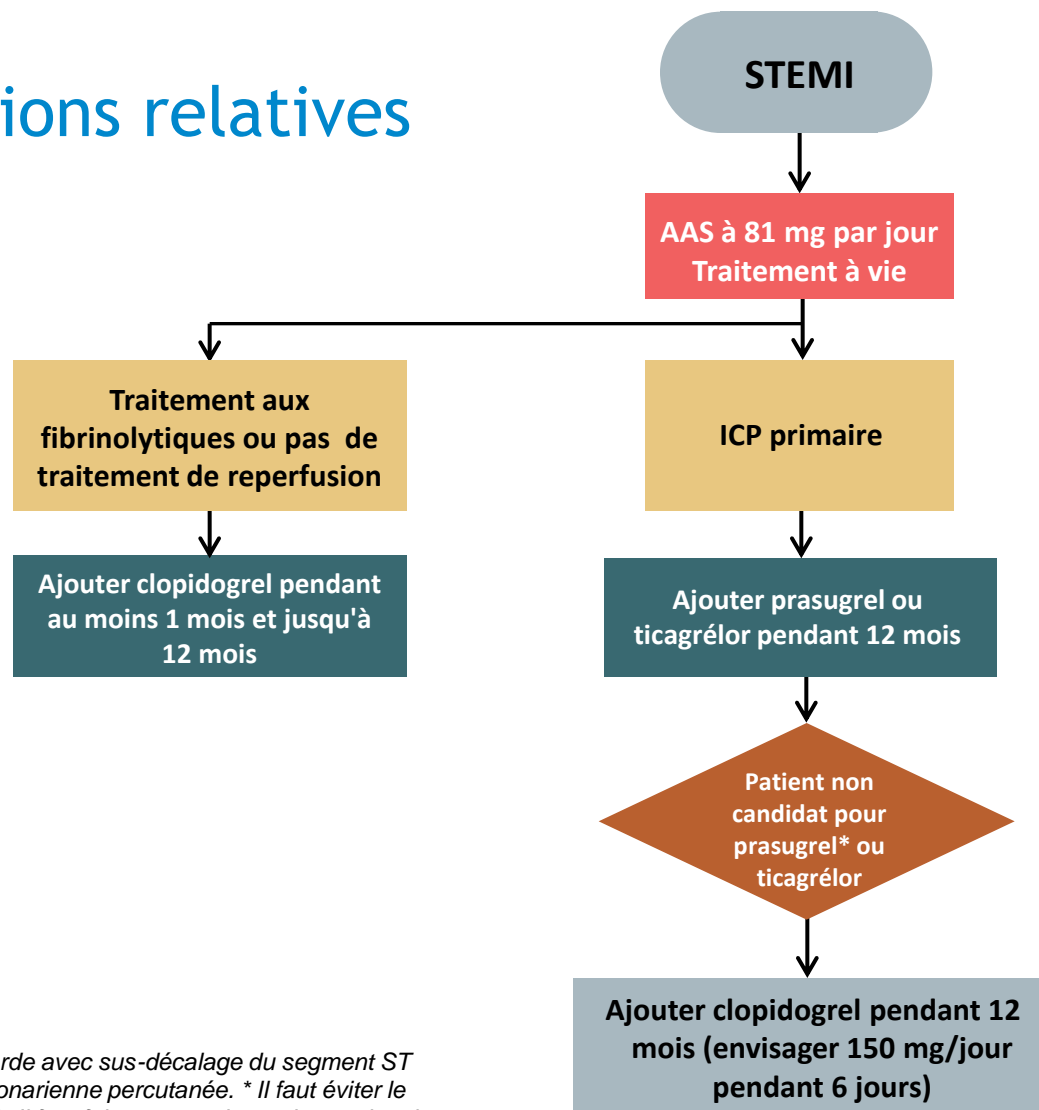 ions relatives
STEMI
AAS à 81 mg par jour
Traitement à vie
Traitement aux
fibrinolytiques ou pas de
traitement de reperfusion
ICP primaire
Ajouter clopidogrel pendant
au moins 1 mois et jusqu'à
12 mois
Ajouter prasugrel ou
ticagrélor pendant 12 mois
Patient non
candidat pour
prasugrel* ou
ticagrélor
Ajouter clopidogrel pendant 12
mois (envisager 150 mg/jour
pendant 6 jours)
arde avec sus-décalage du segment ST
onarienne percutanée. * Il faut éviter le